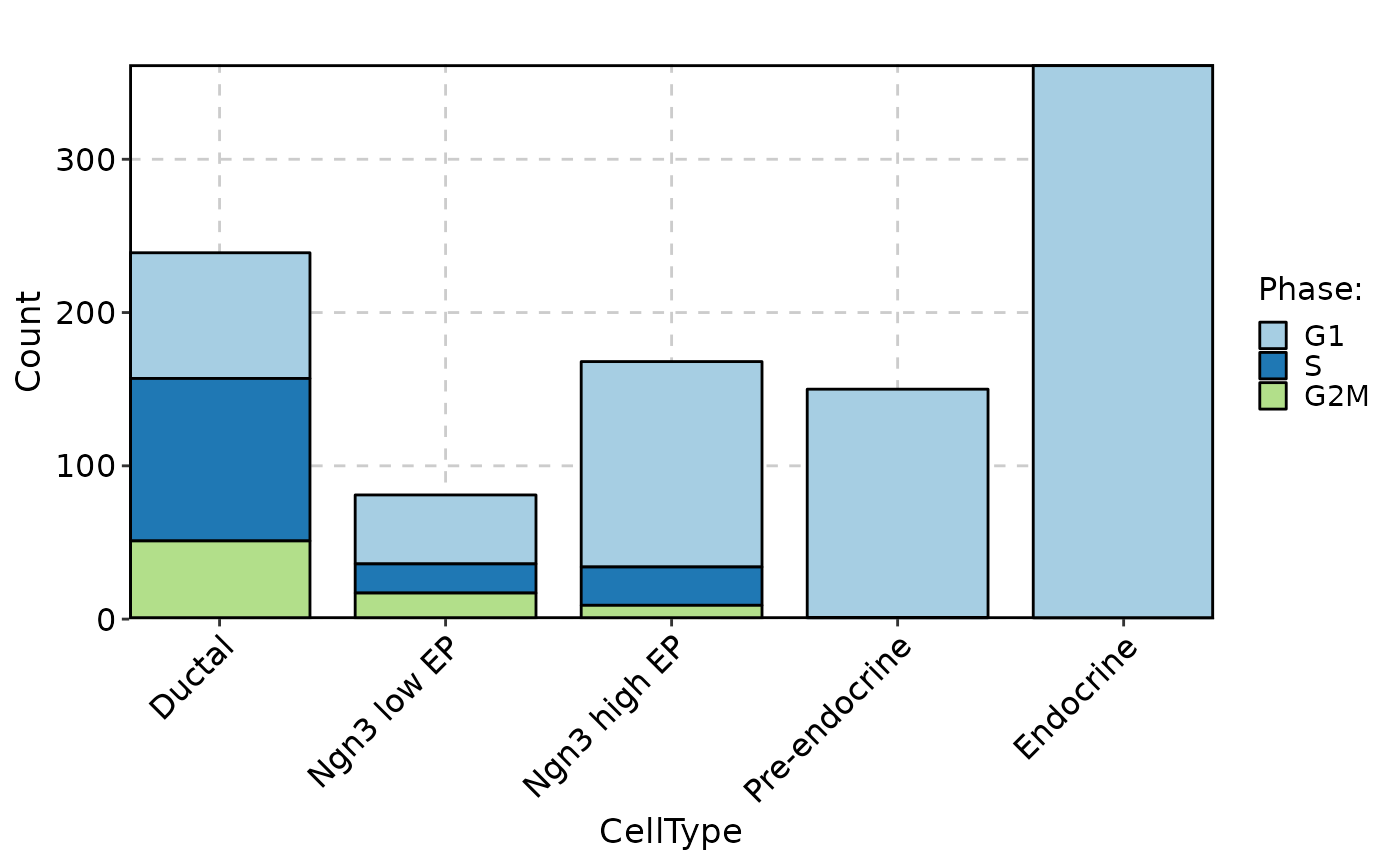 300
200
100
0
Count
Ductal
Ngn3 low EP
Ngn3 high EP
Pre-endocrine
Endocrine
CellType
Phase:
G1
S
G2M